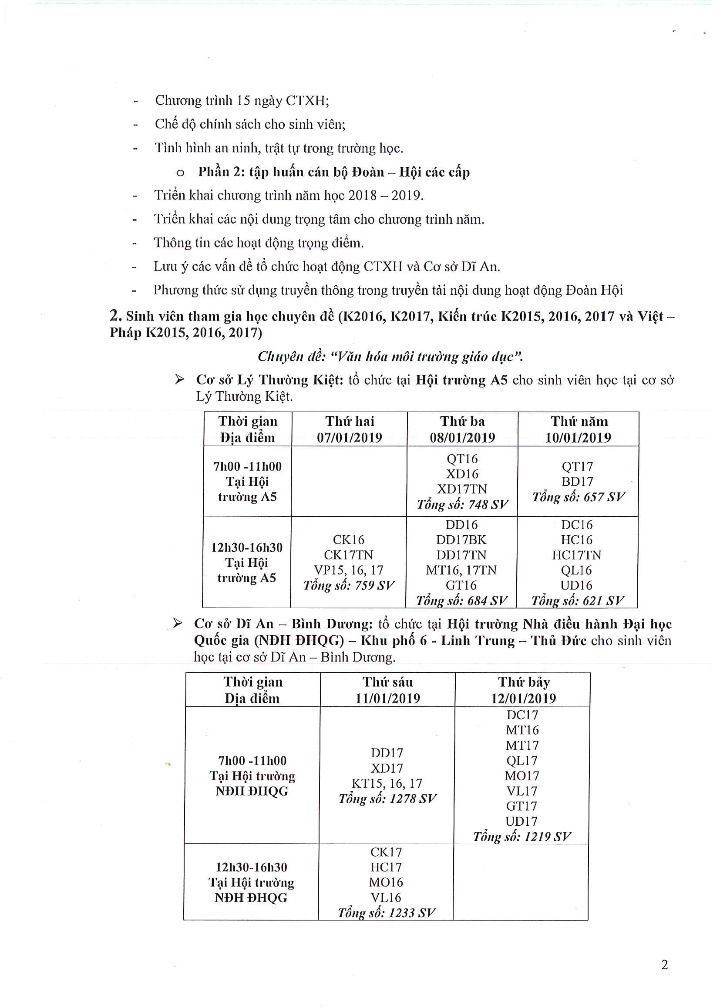 - Chương trình 15 ngày CTXH;
- Chế độ chính sách cho sinh viên;
- Tình hình an ninh, trật tự trong trường học.
o Phần 2: tập huấn cán bộ Đoàn – Hội các cấp
- Triển khai chương trình năm học 2018 – 2019.
- Triển khai các nội dung trọng tâm cho chương trình năm.
- Thông tin các hoạt động trọng điểm.
- Lưu ý các vấn đề tổ chức hoạt động CTXH và Cơ sở Dĩ An.
- Phương thức sử dụng truyền thông trong truyền tải nội dung hoạt động Đoàn Hội
2. Sinh viên tham gia học chuyên đề (K2016, K2017, Kiến trúc K2015, 2016, 2017 và Việt –
Pháp K2015, 2016, 2017)
Chuyên đề: “Văn hóa môi trường giáo dục”.
➢ Cơ sở Lý Thường Kiệt: tổ chức tại Hội trường A5 cho sinh viên học tại cơ sở
Lý Thường Kiệt.
Thời gian Thứ hai Thứ ba Thứ năm
Địa điểm 07/01/2019 08/01/2019 10/01/2019
7h00 -11h00
Tại Hội
trường A5
QT16
XD16
XD17TN
Tổng số: 748 SV
QT17
BD17
Tổng số: 657 SV
12h30-16h30
Tại Hội
trường A5
CK16
CK17TN
VP15, 16, 17
Tổng số: 759 SV
DD16
DD17BK
DD17TN
MT16, 17TN
GT16
Tổng số: 684 SV
DC16
HC16
HC17TN
QL16
UD16
Tổng số: 621 SV
➢ Cơ sở Dĩ An – Bình Dương: tổ chức tại Hội trường Nhà điều hành Đại học
Quốc gia (NĐH ĐHQG) – Khu phố 6 - Linh Trung – Thủ Đức cho sinh viên
học tại cơ sở Dĩ An – Bình Dương.
Thời gian Thứ sáu Thứ bảy
Địa điểm 11/01/2019 12/01/2019
7h00 -11h00
Tại Hội trường
NĐH ĐHQG
DD17
XD17
KT15, 16, 17
Tổng số: 1278 SV
DC17
MT16
MT17
QL17
MO17
VL17
GT17
UD17
Tổng số: 1219 SV
12h30-16h30
Tại Hội trường
NĐH ĐHQG
CK17
HC17
MO16
VL16
Tổng số: 1233 SV
2